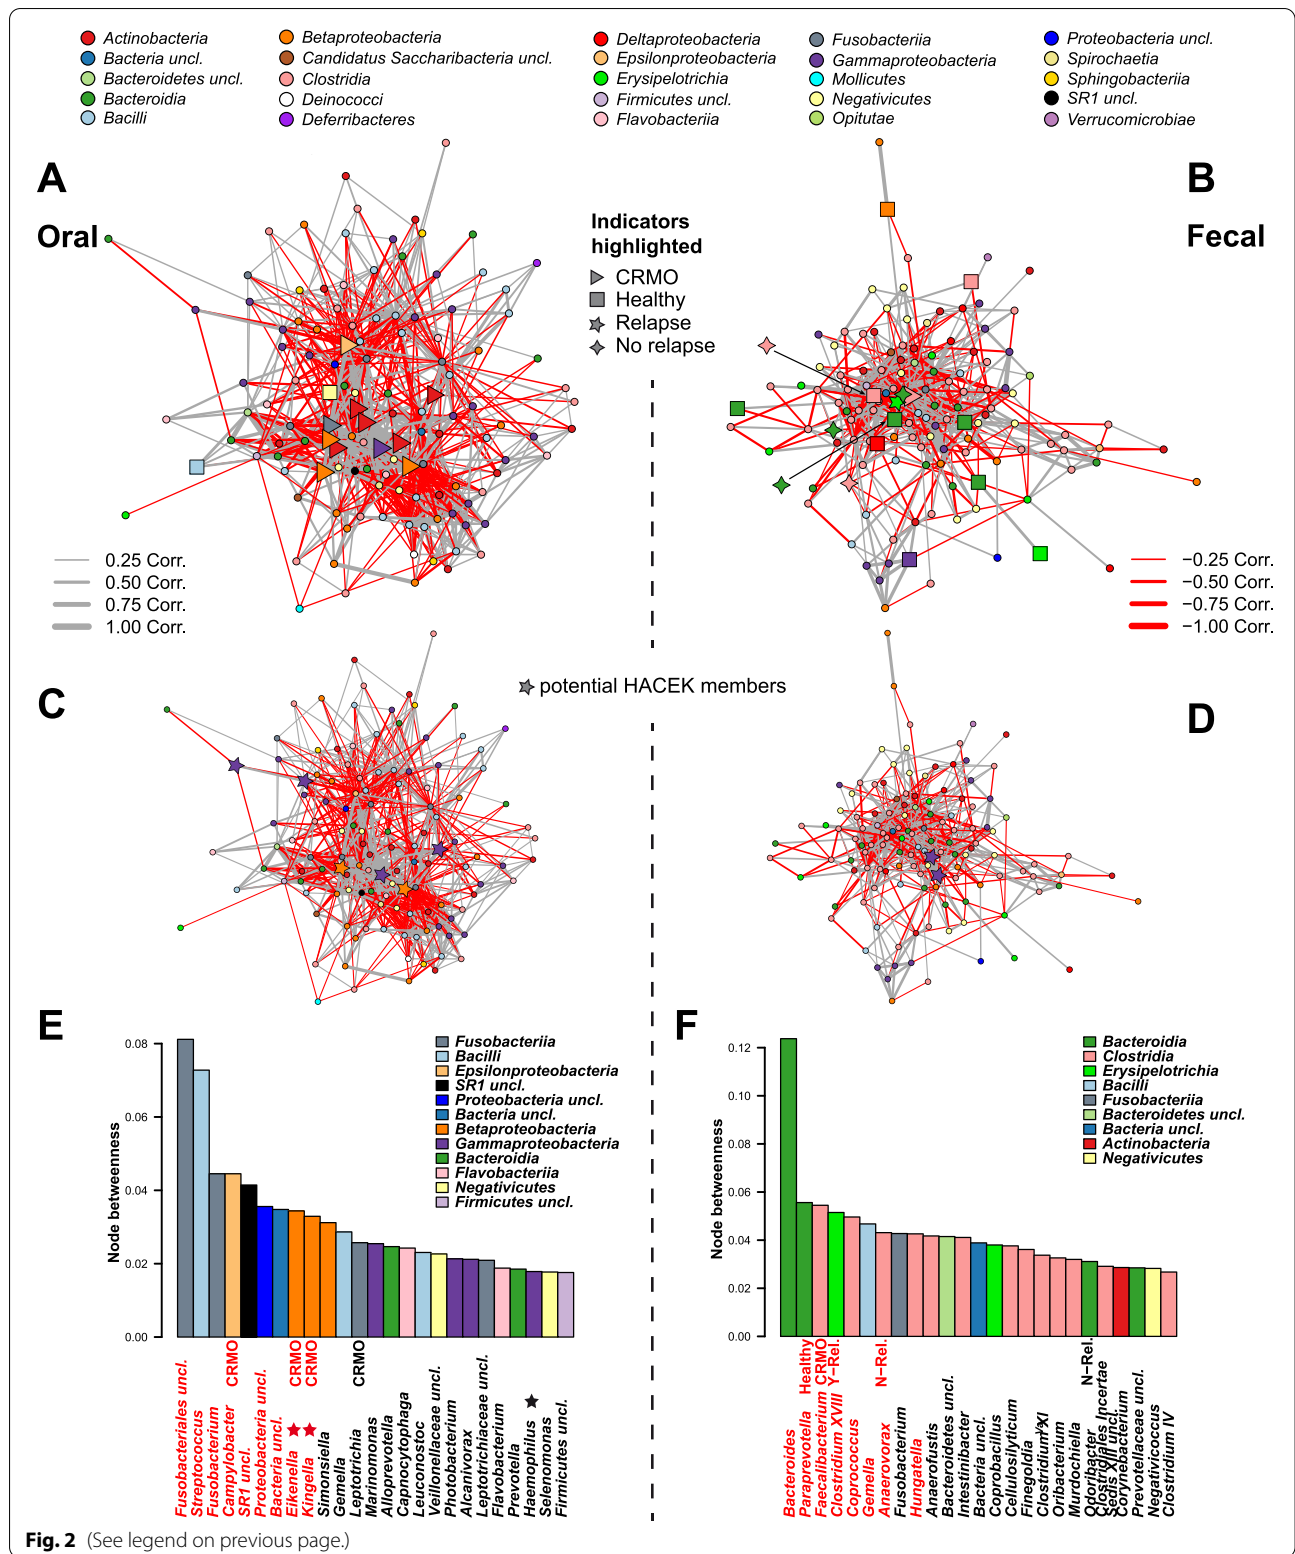 Actinobacteria
Bacteria uncl.
Bacteroidetes uncl.
Bacteroidia
Bacilli
Betaproteobacteria
Candidatus Saccharibacteria uncl.
Clostridia
Deinococci
Deferribacteres
Deltaproteobacteria
Epsilonproteobacteria
Erysipelotrichia
Firmicutes uncl.
Flavobacteriia
Fusobacteriia
Gammaproteobacteria
Mollicutes
Negativicutes
Opitutae
Proteobacteria uncl.
Spirochaetia
Sphingobacteriia
SR1 uncl.
Verrucomicrobiae
A
Oral
Indicators
highlighted
CRMO
Healthy
Relapse
No relapse
B
Fecal
0.25 Corr.
0.50 Corr.
0.75 Corr.
1.00 Corr.
−0.25 Corr.
−0.50 Corr.
−0.75 Corr.
−1.00 Corr.
C
potential HACEK members
D
E
Node betweenness
0.08
0.06
0.04
0.02
0.00
Fusobacteriia
Bacilli
Epsilonproteobacteria
SR1 uncl.
Proteobacteria uncl.
Bacteria uncl.
Betaproteobacteria
Gammaproteobacteria
Bacteroidia
Flavobacteriia
Negativicutes
Firmicutes uncl.
CRMO
CRMO
CRMO
CRMO
Fusobacteriales uncl.
Streptococcus
Fusobacterium
Campylobacter
SR1 uncl.
Proteobacteria uncl.
Bacteria uncl.
Eikenella
Kingella
Simonsiella
Gemella
Leptotrichia
Marinomonas
Alloprevotella
Capnocytophaga
Leuconostoc
Veillonellaceae uncl.
Photobacterium
Alcanivorax
Leptotrichiaceae uncl.
Flavobacterium
Prevotella
Haemophilus
Selenomonas
Firmicutes uncl.
F
Node betweenness
0.12
0.10
0.08
0.06
0.04
0.02
0.00
Bacteroidia
Clostridia
Erysipelotrichia
Bacilli
Fusobacteriia
Bacteroidetes uncl.
Bacteria uncl.
Actinobacteria
Negativicutes
Healthy
CRMO
Y−Rel.
N−Rel.
N−Rel.
Bacteroides
Paraprevotella
Faecalibacterium
Clostridium XVIII
Coprococcus
Gemella
Anaerovorax
Fusobacterium
Hungatella
Anaerofustis
Bacteroidetes uncl.
Intestinibacter
Bacteria uncl.
Coprobacillus
Cellulosilyticum
Finegoldia
Clostridium XI
Oribacterium
Murdochiella
Odoribacter
Clostridiales Incertae
Sedis XIII uncl.
Corynebacterium
Prevotellaceae uncl.
Negativicoccus
Clostridium IV
Fig. 2 (See legend on previous page.)